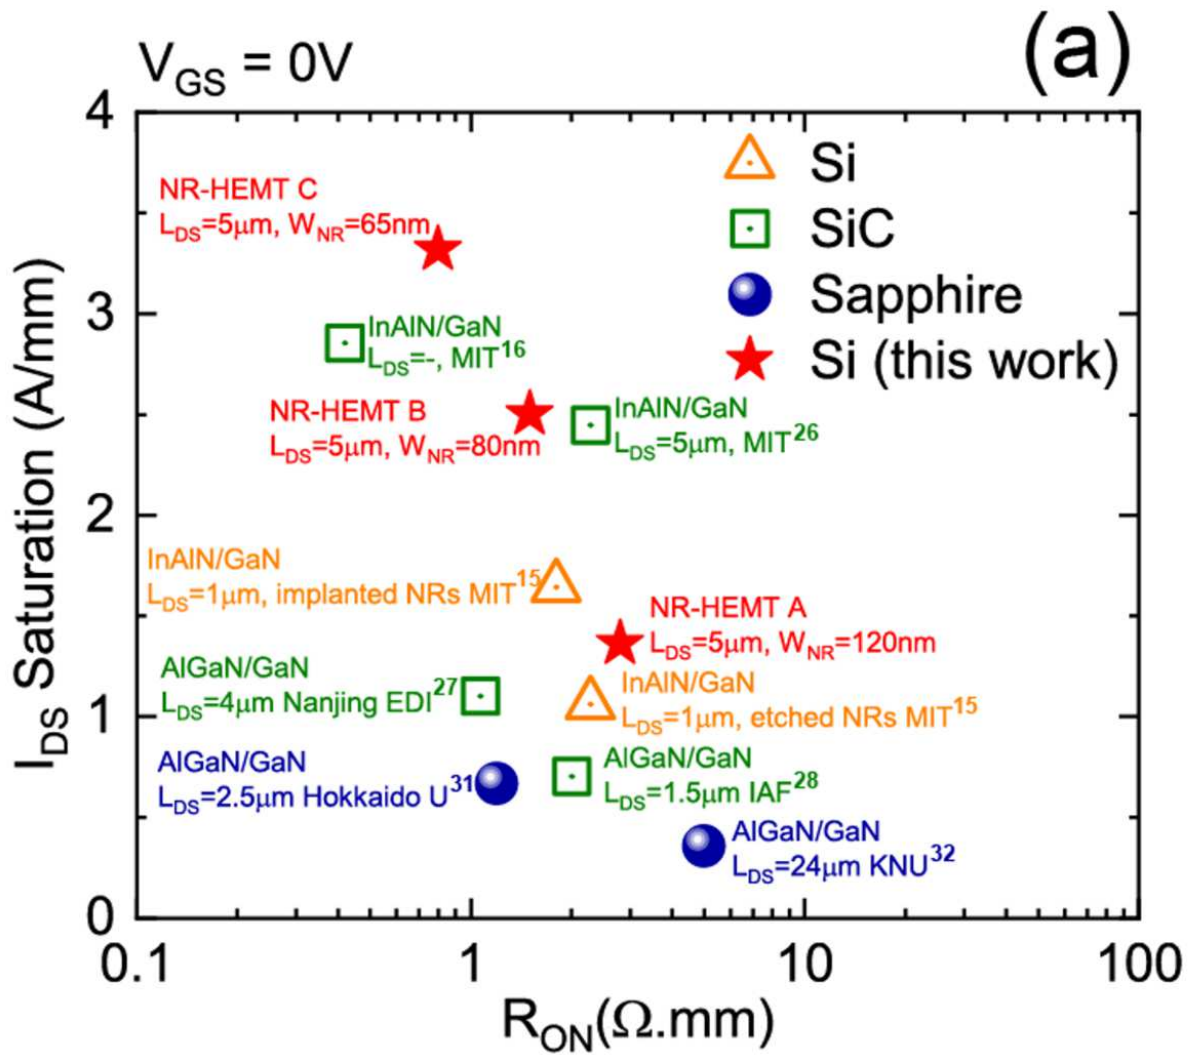 V_GS = 0V
(a)
4
3
2
1
0
I_DS Saturation (A/mm)
Si
SiC
Sapphire
Si (this work)
NR-HEMT C
L_DS=5μm, W_NR=65nm
InAlN/GaN
L_DS=-, MIT^16
NR-HEMT B
L_DS=5μm, W_NR=80nm
InAlN/GaN
L_DS=5μm, MIT^26
InAlN/GaN
L_DS=1μm, implanted NRs MIT^15
NR-HEMT A
L_DS=5μm, W_NR=120nm
AlGaN/GaN
L_DS=4μm Nanjing EDI^27
InAlN/GaN
L_DS=1μm, etched NRs MIT^15
AlGaN/GaN
L_DS=2.5μm Hokkaido U^31
AlGaN/GaN
L_DS=1.5μm IAF^28
AlGaN/GaN
L_DS=24μm KNU^32
0.1
1
10
100
R_ON(Ω.mm)